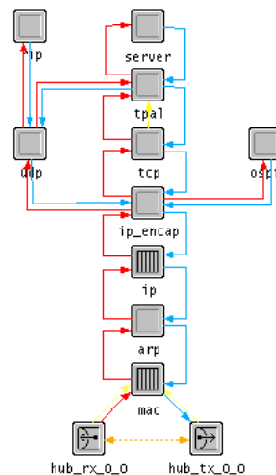 rip
server
tpal
udp
tcp
ospf
ip_encap
ip
arp
mac
hub_rx_0_0
hub_tx_0_0